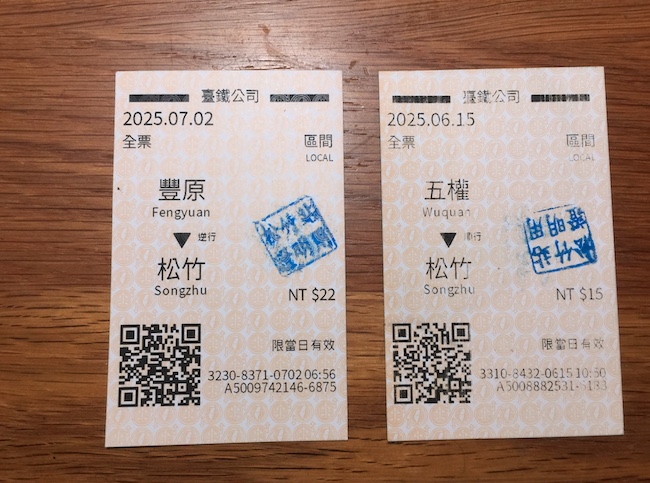 臺鐵公司
2025.07.02
全票 區間
LOCAL
豐原
Fengyuan
逆行
松竹
Songzhu
松竹站
證明用
NT $22
限當日有效
3230-8371-0702 06:56
A5009742146-6875
臺鐵公司
2025.06.15
全票 區間
LOCAL
五權
Wuquan
順行
松竹
Songzhu
松竹站
證明用
NT $15
限當日有效
3310-8432-0615 10:50
A5008882531-